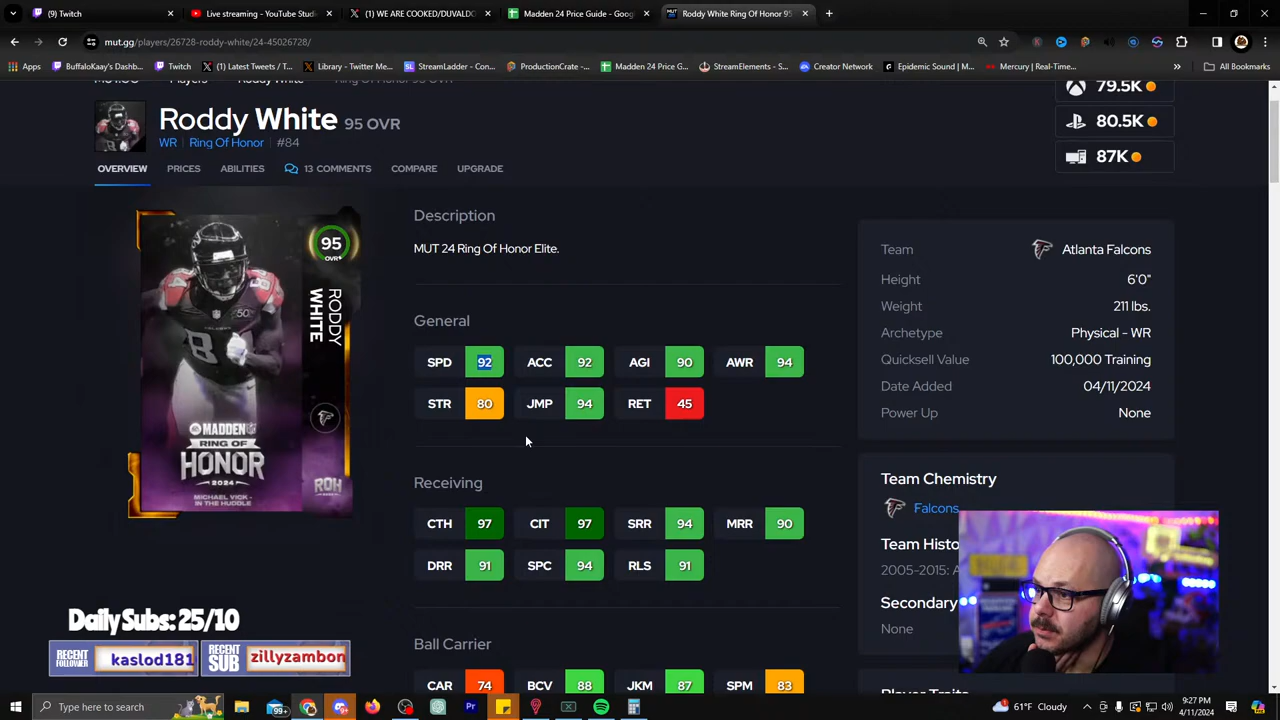 (1) Twitch
Live streaming - YouTube Studi
(1) WE ARE COOKED/DUVALDC
Madden 24 Price Guide - Goog
Roddy White Ring Of Honor 95
mut.gg/players/26728-roddy-white/24-45026728/
Apps
BuffaloKaay's Dashb...
Twitch
(1) Latest Tweets / T...
Library - Twitter Me...
StreamLadder - Con...
ProductionCrate -...
Madden 24 Price G...
StreamElements - S...
Creator Network
Epidemic Sound | M...
Mercury | Real-Time...
All Bookmarks
Roddy White 95 OVR
WR | Ring Of Honor | #84
79.5K
80.5K
87K
OVERVIEW
PRICES
ABILITIES
13 COMMENTS
COMPARE
UPGRADE
95
OVR
RODDY
WHITE
MADDEN
RING OF
HONOR
2024
MICHAEL VICK -
IN THE HUDDLE
ROH
Description
MUT 24 Ring Of Honor Elite.
General
SPD 92 ACC 92 AGI 90 AWR 94
STR 80 JMP 94 RET 45
Receiving
CTH 97 CIT 97 SRR 94 MRR 90
DRR 91 SPC 94 RLS 91
Ball Carrier
CAR 74 BCV 88 JKM 87 SPM 83
Team Atlanta Falcons
Height 6'0"
Weight 211 lbs.
Archetype Physical - WR
Quicksell Value 100,000 Training
Date Added 04/11/2024
Power Up None
Team Chemistry
Falcons
Team Histo
2005-2015: A
Secondary
None
Daily Subs: 25/10
RECENT
FOLLOWER
kaslod181
RECENT
SUB
zillyzambon
Type here to search
99+
61°F Cloudy
9:27 PM
4/11/2024